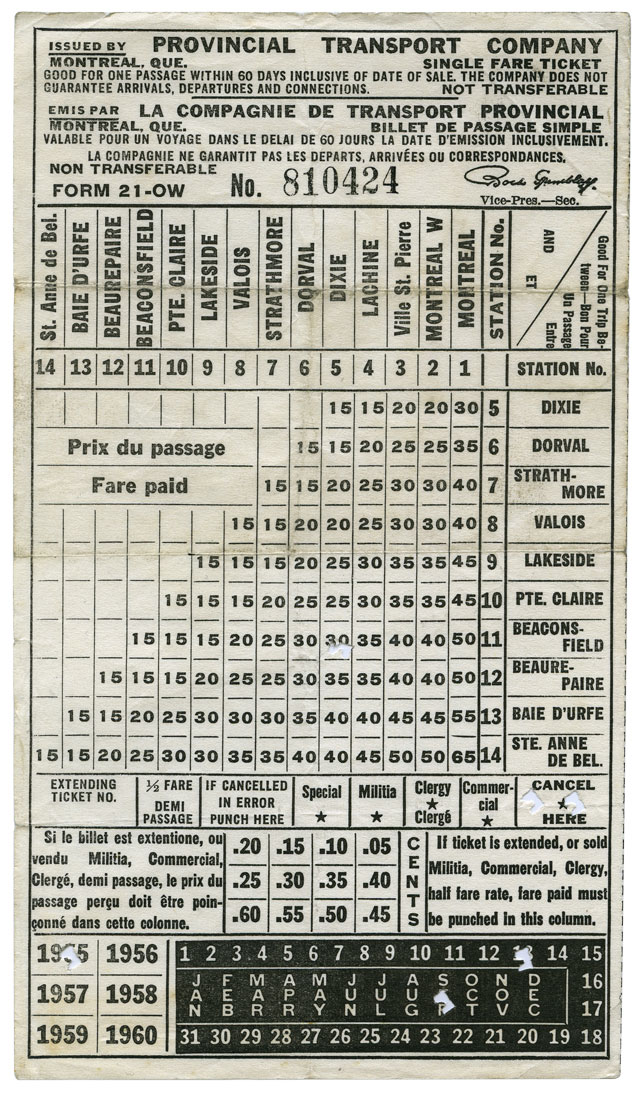 ISSUED BY PROVINCIAL TRANSPORT COMPANY
MONTREAL, QUE. SINGLE FARE TICKET
GOOD FOR ONE PASSAGE WITHIN 60 DAYS INCLUSIVE OF DATE OF SALE. THE COMPANY DOES NOT
GUARANTEE ARRIVALS, DEPARTURES AND CONNECTIONS. NOT TRANSFERABLE
EMIS PAR LA COMPAGNIE DE TRANSPORT PROVINCIAL
MONTREAL, QUE. BILLET DE PASSAGE SIMPLE
VALABLE POUR UN VOYAGE DANS LE DELAI DE 60 JOURS LA DATE D'EMISSION INCLUSIVEMENT.
LA COMPAGNIE NE GARANTIT PAS LES DEPARTS, ARRIVÉES OU CORRESPONDANCES.
NON TRANSFERABLE
FORM 21-OW No. 810424
Vice-Pres.—Sec.
St. Anne de Bel. BAIE D'URFE BEAUREPAIRE BEACONSFIELD PTE. CLAIRE LAKESIDE VALOIS STRATHMORE DORVAL DIXIE LACHINE Ville St. Pierre MONTREAL W MONTREAL STATION No.
AND
ET
Good For One Trip Be-
tween—Bon Pour
Un Passage
Entre
14 13 12 11 10 9 8 7 6 5 4 3 2 1 STATION No.
15 15 20 20 30 5 DIXIE
Prix du passage 15 15 20 25 25 35 6 DORVAL
Fare paid 15 15 20 25 30 30 40 7 STRATH-
MORE
15 15 20 20 25 30 30 40 8 VALOIS
15 15 15 20 25 30 35 35 45 9 LAKESIDE
15 15 15 20 25 25 30 35 35 45 10 PTE. CLAIRE
15 15 15 20 25 30 30 35 40 40 50 11 BEACONS-
FIELD
15 15 15 20 25 25 30 35 35 40 40 50 12 BEAURE-
PAIRE
15 15 20 25 30 30 30 35 40 40 45 45 55 13 BAIE D'URFE
15 15 20 25 30 30 35 35 40 40 45 50 50 65 14 STE. ANNE
DE BEL.
EXTENDING
TICKET NO.
½ FARE
DEMI
PASSAGE
IF CANCELLED
IN ERROR
PUNCH HERE
Special
★
Militia
★
Clergy
★
Clergé
Commer-
cial
★
CANCEL
★
HERE
Si le billet est extentione, ou
vendu Militia, Commercial,
Clergé, demi passage, le prix du
passage perçu doit être poin-
çonné dans cette colonne.
.20 .15 .10 .05
.25 .30 .35 .40
.60 .55 .50 .45
CENTS
If ticket is extended, or sold
Militia, Commercial, Clergy,
half fare rate, fare paid must
be punched in this column.
1956
1957 1958
1959 1960
1 2 3 4 5 6 7 8 9 10 11 12 14 15
JAN FEB MAR APR MAY JUN JUL AUG OCT NOV DEC
16
17
31 30 29 28 27 26 25 24 23 22 21 20 19 18